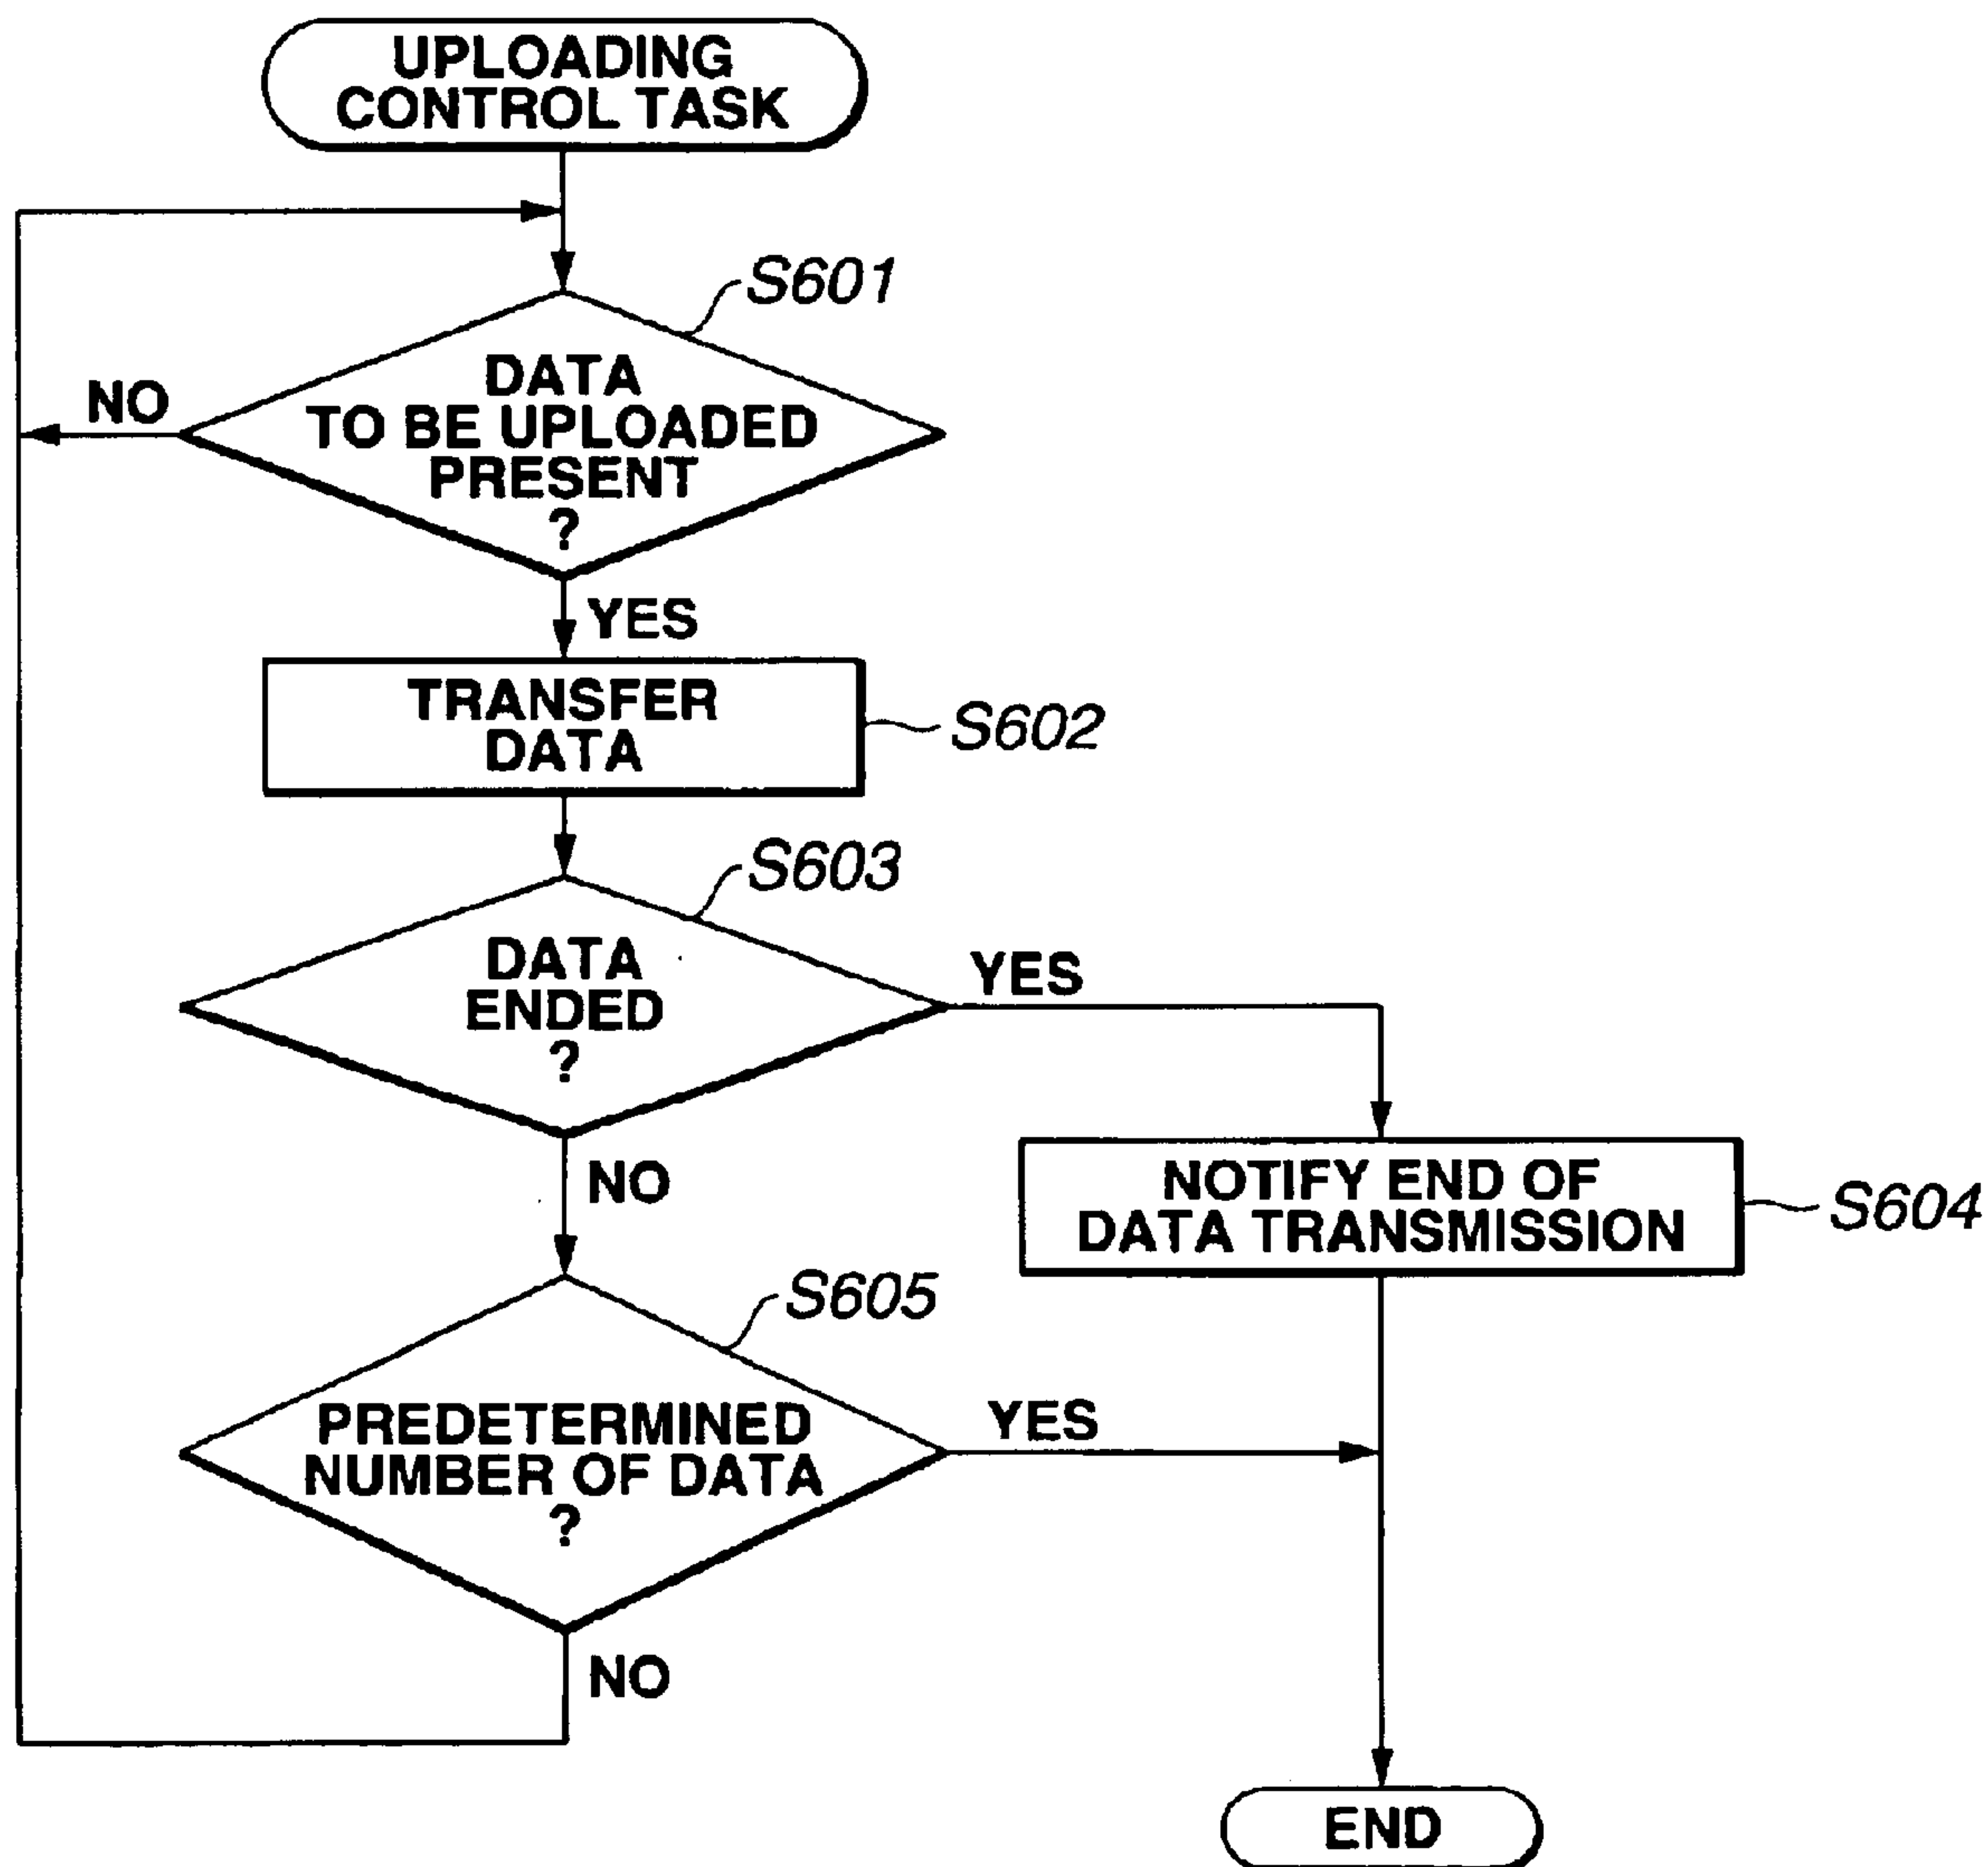 UPLOADING
CONTROL TASK
S601
DATA
TO BE UPLOADED
PRESENT
?
NO
YES
TRANSFER
DATA
S602
S603
DATA
ENDED
?
YES
NO
NOTIFY END OF
DATA TRANSMISSION
S604
S605
PREDETERMINED
NUMBER OF DATA
?
YES
NO
END